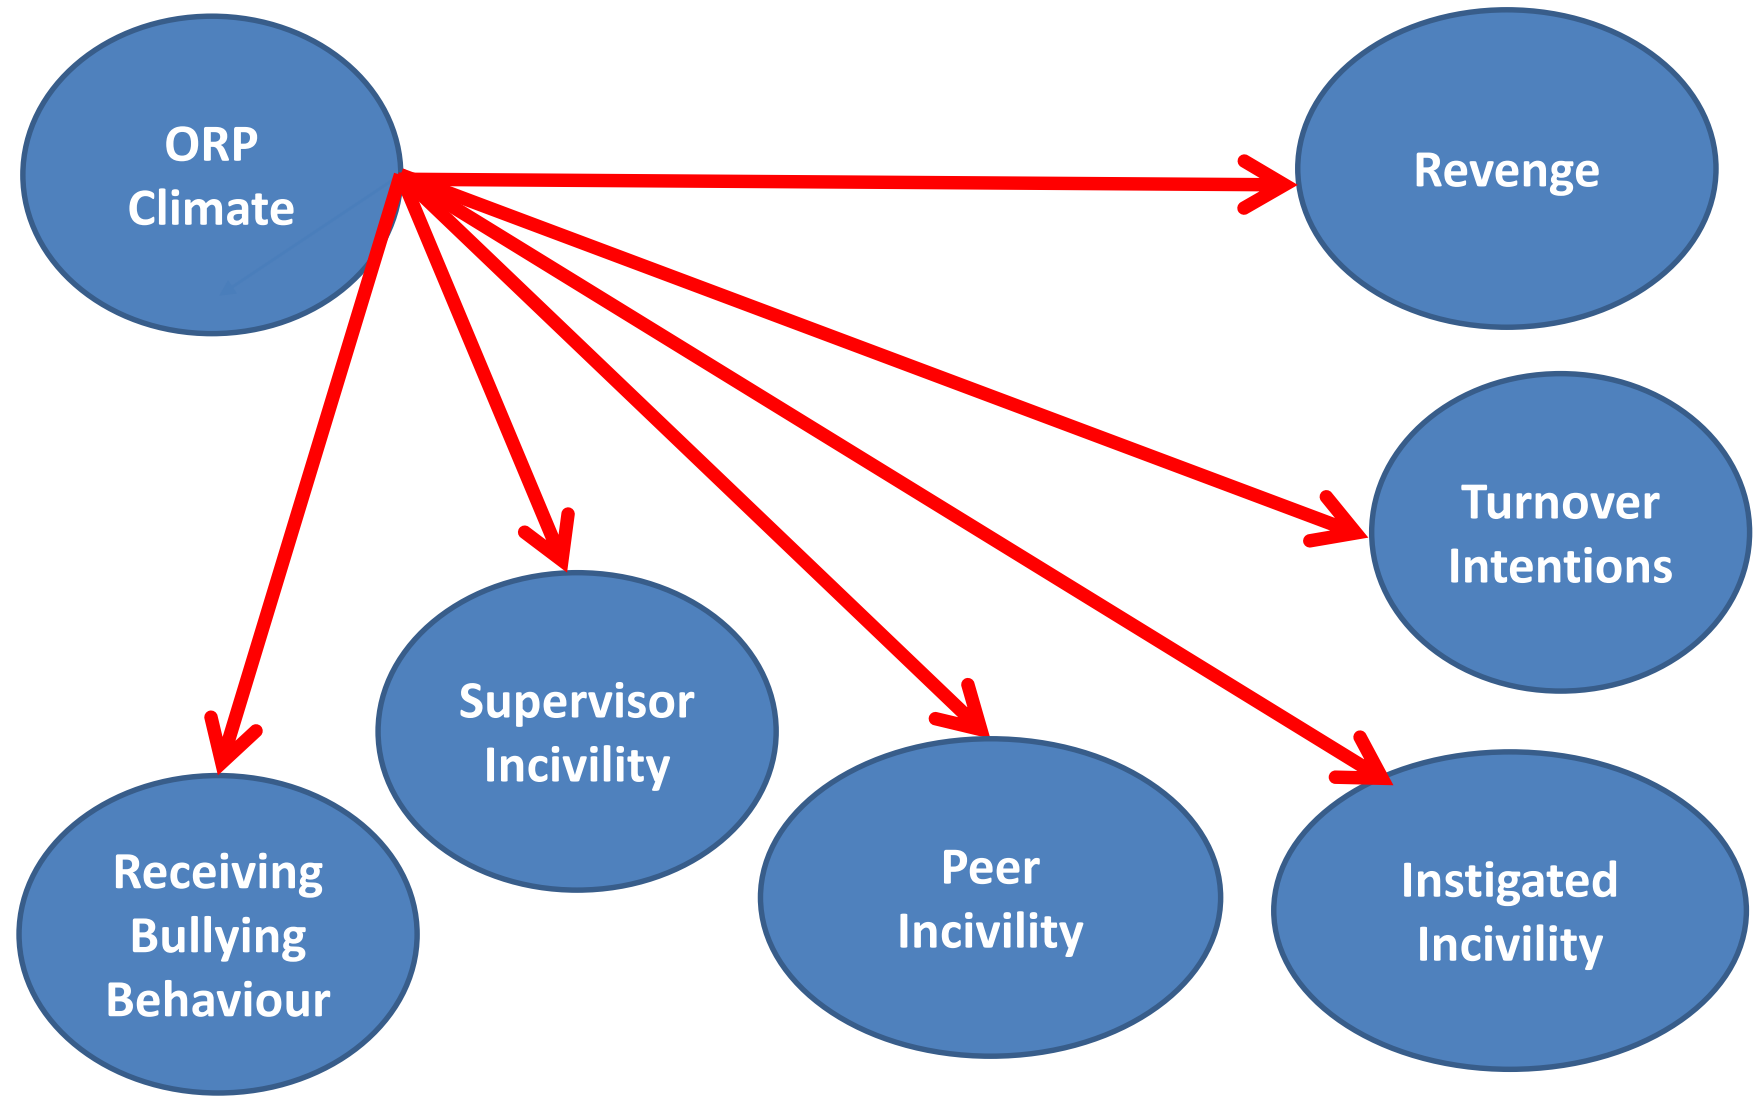 ORP
Climate
Revenge
Turnover
Intentions
Supervisor
Incivility
Peer
Incivility
Instigated
Incivility
Receiving
Bullying
Behaviour